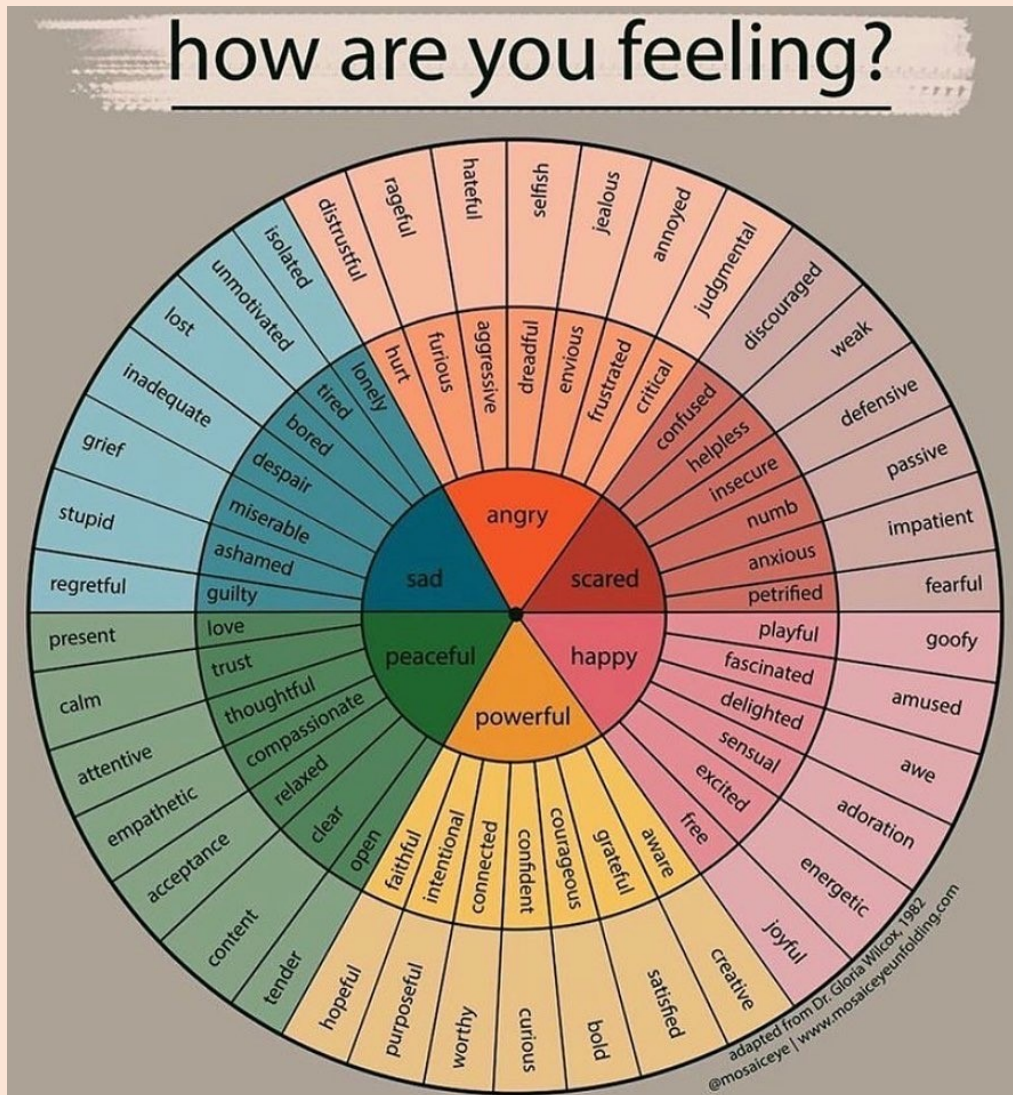 how are you feeling?
angry
scared
happy
powerful
peaceful
sad
hurt
furious
aggressive
dreadful
envious
frustrated
critical
confused
helpless
insecure
numb
anxious
petrified
playful
fascinated
delighted
sensual
excited
free
aware
grateful
courageous
confident
connected
intentional
faithful
open
clear
relaxed
compassionate
thoughtful
trust
love
guilty
ashamed
miserable
despair
bored
tired
lonely
distrustful
rageful
hateful
selfish
jealous
annoyed
judgmental
discouraged
weak
defensive
passive
impatient
fearful
goofy
amused
awe
adoration
energetic
joyful
creative
satisfied
bold
curious
worthy
purposeful
hopeful
tender
content
acceptance
empathetic
attentive
calm
present
regretful
stupid
grief
inadequate
lost
unmotivated
isolated
adapted from Dr. Gloria Wilcox, 1982
@mosaiceye | www.mosaiceyeunfolding.com